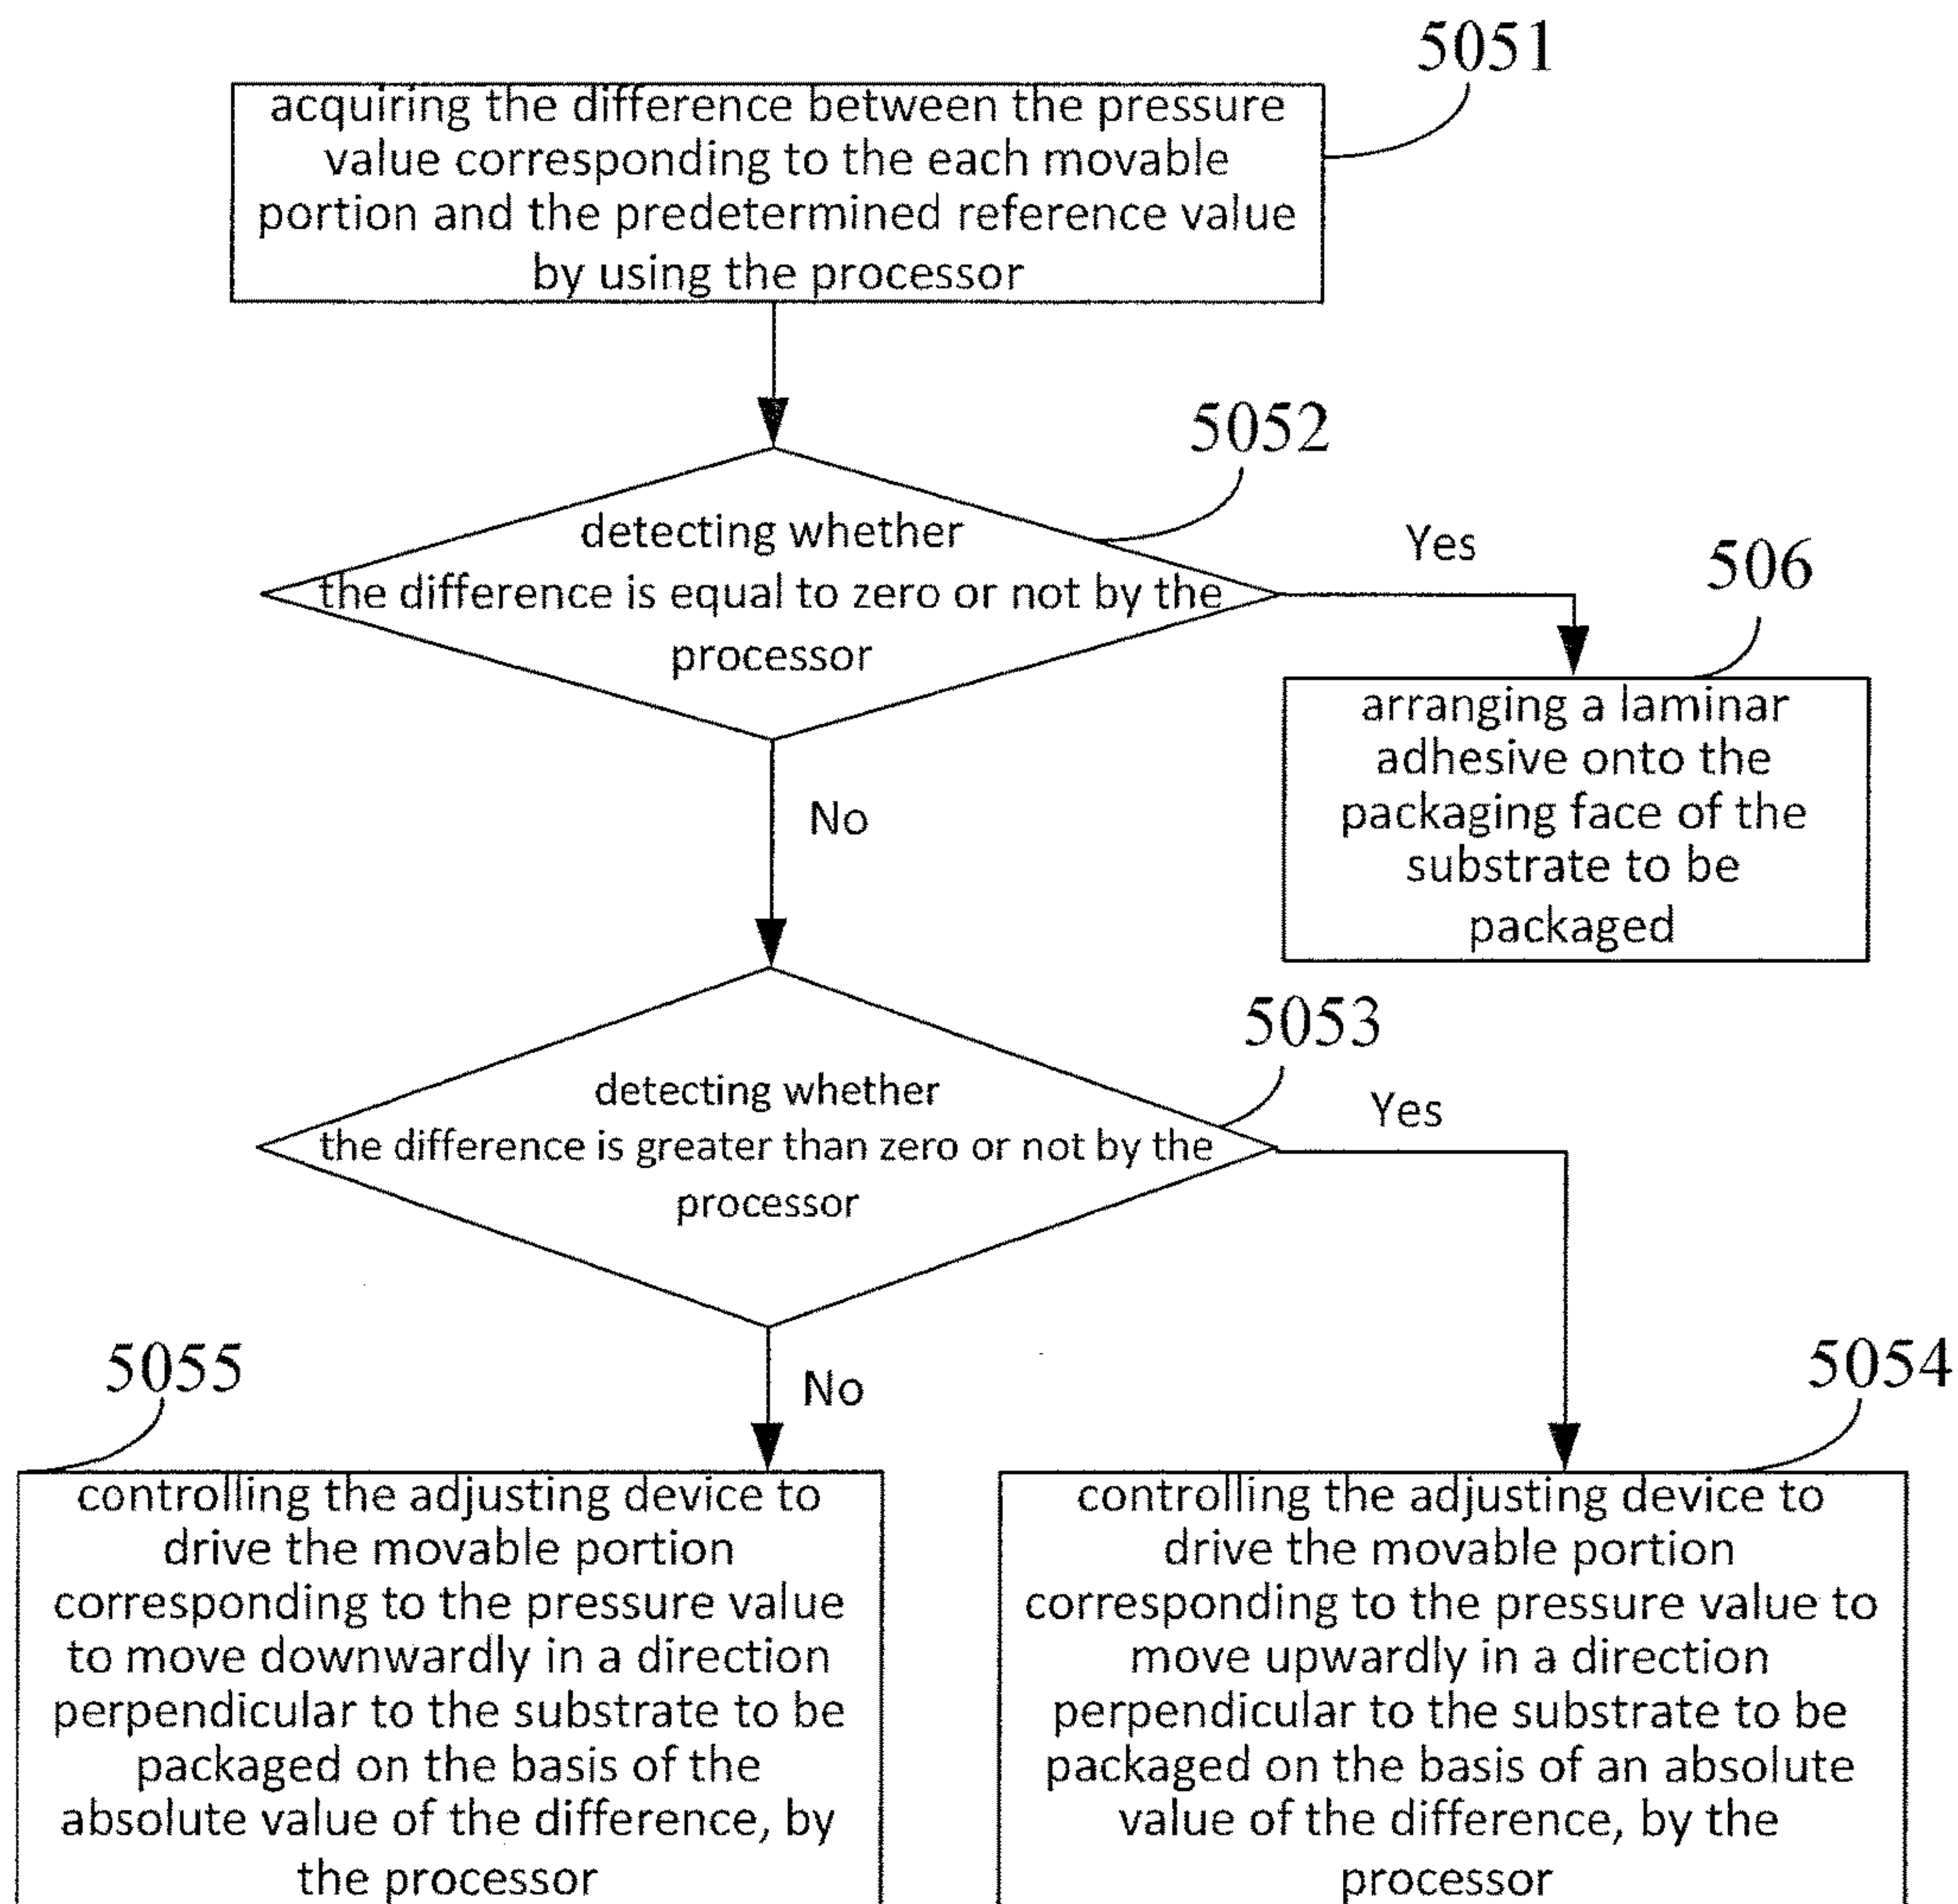 5051
acquiring the difference between the pressure
value corresponding to the each movable
portion and the predetermined reference value
by using the processor
5052
detecting whether
the difference is equal to zero or not by the
processor
Yes
506
arranging a laminar
adhesive onto the
packaging face of the
substrate to be
packaged
No
5053
detecting whether
the difference is greater than zero or not by the
processor
Yes
No
5055
controlling the adjusting device to
drive the movable portion
corresponding to the pressure value
to move downwardly in a direction
perpendicular to the substrate to be
packaged on the basis of the
absolute value of the difference, by
the processor
5054
controlling the adjusting device to
drive the movable portion
corresponding to the pressure value to
move upwardly in a direction
perpendicular to the substrate to be
packaged on the basis of an absolute
value of the difference, by the
processor